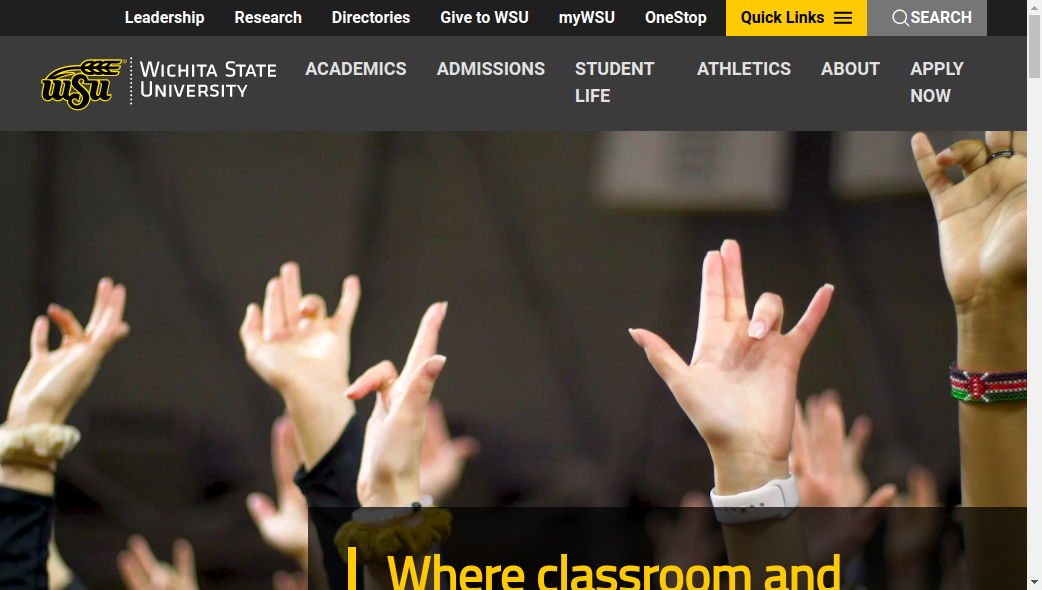 Leadership Research Directories Give to WSU myWSU OneStop Quick Links SEARCH
wsu WICHITA STATE UNIVERSITY
ACADEMICS ADMISSIONS STUDENT LIFE ATHLETICS ABOUT APPLY NOW
Where classroom and